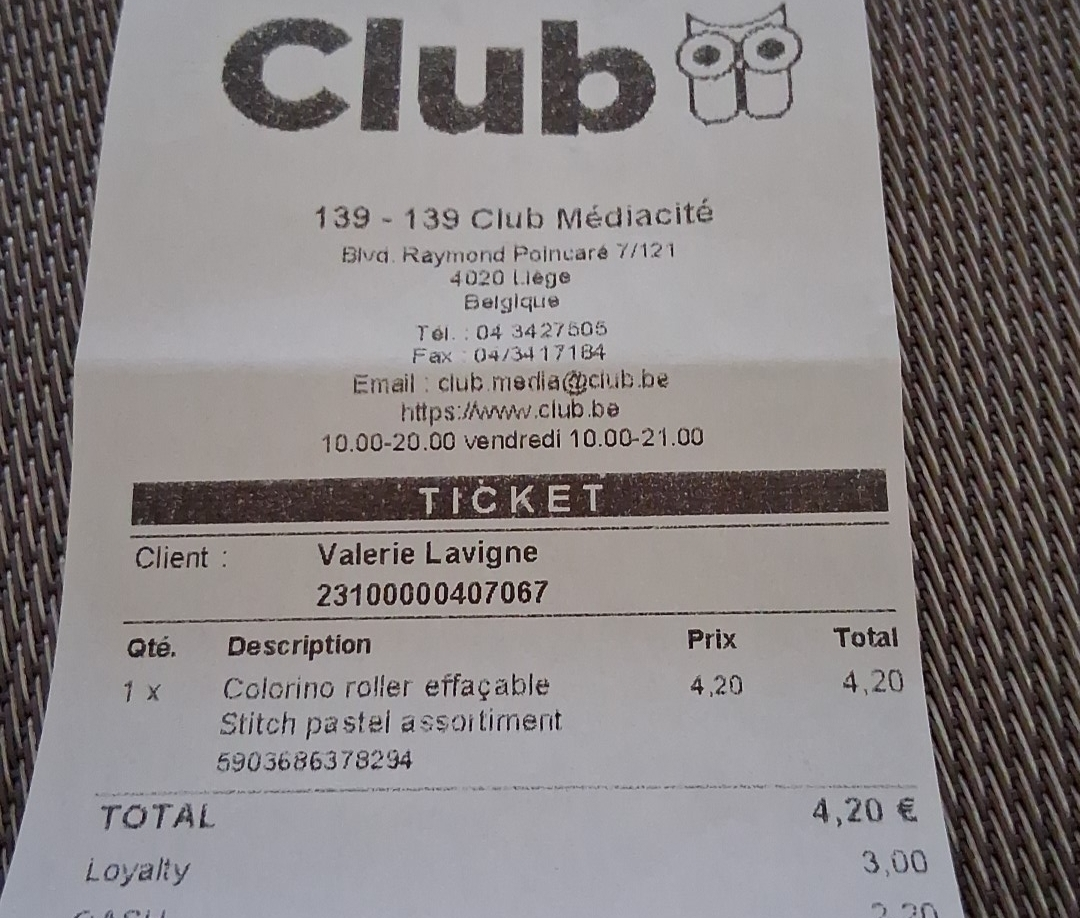 Club
139 - 139 Club Médiacité
Blvd. Raymond Poincaré 7/121
4020 Liège
Belgique
Tél. : 04 3427505
Fax : 04/3417184
Email : club.media@club.be
https://www.club.be
10.00-20.00 vendredi 10.00-21.00
TICKET
Client : Valerie Lavigne
23100000407067
Qté. Description Prix Total
1 x Colorino roller effaçable 4,20 4,20
Stitch pastel assortiment
5903686378294
TOTAL 4,20 €
Loyalty 3,00